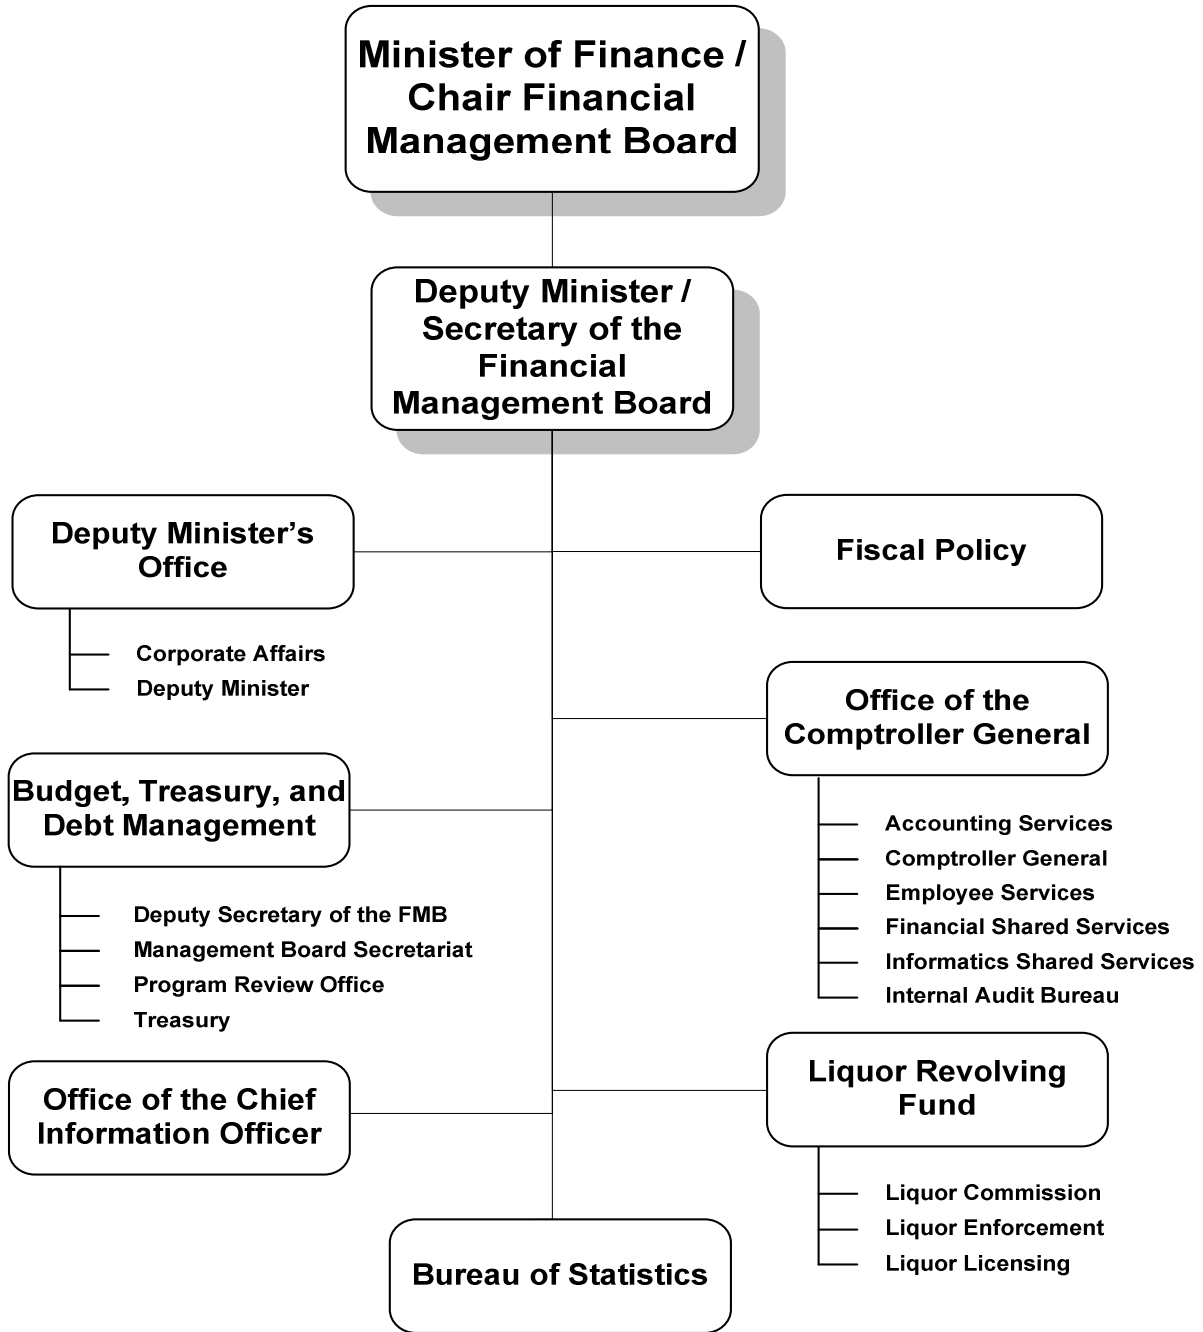 Minister of Finance /
Chair Financial
Management Board
Deputy Minister /
Secretary of the
Financial
Management Board
Deputy Minister’s
Office
Corporate Affairs
Deputy Minister
Fiscal Policy
Office of the
Comptroller General
Accounting Services
Comptroller General
Employee Services
Financial Shared Services
Informatics Shared Services
Internal Audit Bureau
Budget, Treasury, and
Debt Management
Deputy Secretary of the FMB
Management Board Secretariat
Program Review Office
Treasury
Office of the Chief
Information Officer
Liquor Revolving
Fund
Liquor Commission
Liquor Enforcement
Liquor Licensing
Bureau of Statistics